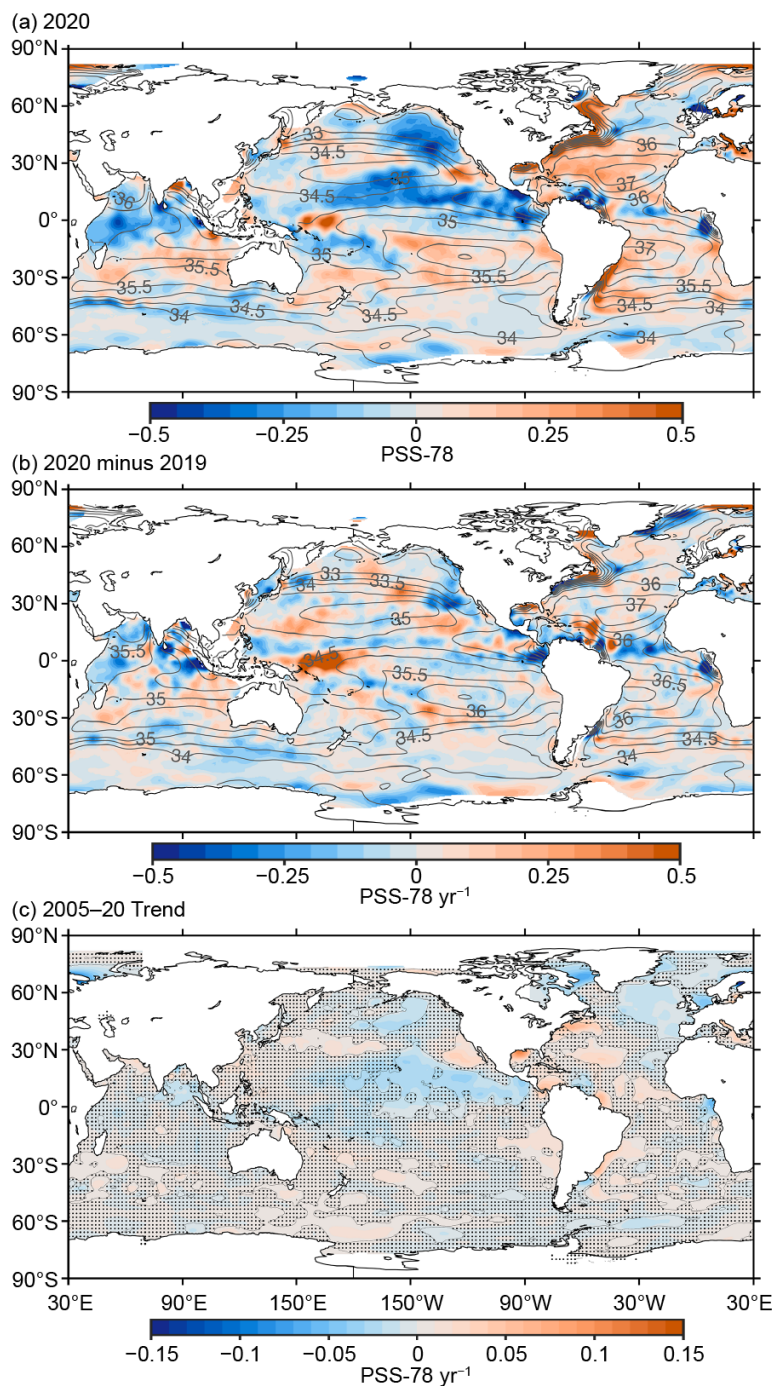 (a) 2020
90°N
60°N
30°N
0°
30°S
60°S
90°S
33
34.5
35
34.5
36
35
35
35.5
35.5
34
34.5
34.5
34
36
37
36
37
35.5
34.5
34
34
−0.5 −0.25 0 0.25 0.5
PSS-78
(b) 2020 minus 2019
90°N
60°N
30°N
0°
30°S
60°S
90°S
33
33.5
34
35
35.5
34.5
35
35.5
36
35
34.5
34
36
37
36
36.5
36
34.5
34
−0.5 −0.25 0 0.25 0.5
PSS-78 yr⁻¹
(c) 2005–20 Trend
90°N
60°N
30°N
0°
30°S
60°S
90°S
30°E 90°E 150°E 150°W 90°W 30°W 30°E
−0.15 −0.1 −0.05 0 0.05 0.1 0.15
PSS-78 yr⁻¹